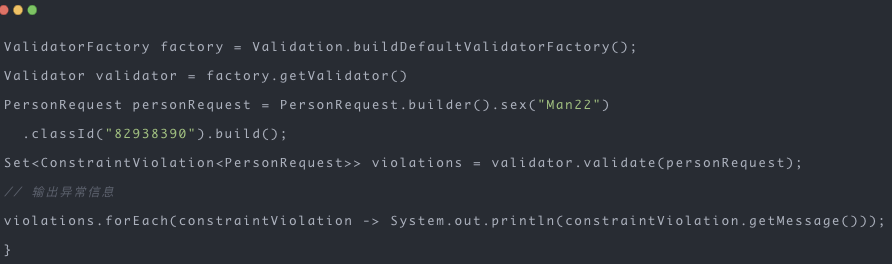 ValidatorFactory factory = Validation.buildDefaultValidatorFactory();
Validator validator = factory.getValidator()
PersonRequest personRequest = PersonRequest.builder().sex("Man22")
  .classId("82938390").build();
Set<ConstraintViolation<PersonRequest>> violations = validator.validate(personRequest);
// 输出异常信息
violations.forEach(constraintViolation -> System.out.println(constraintViolation.getMessage()));
}